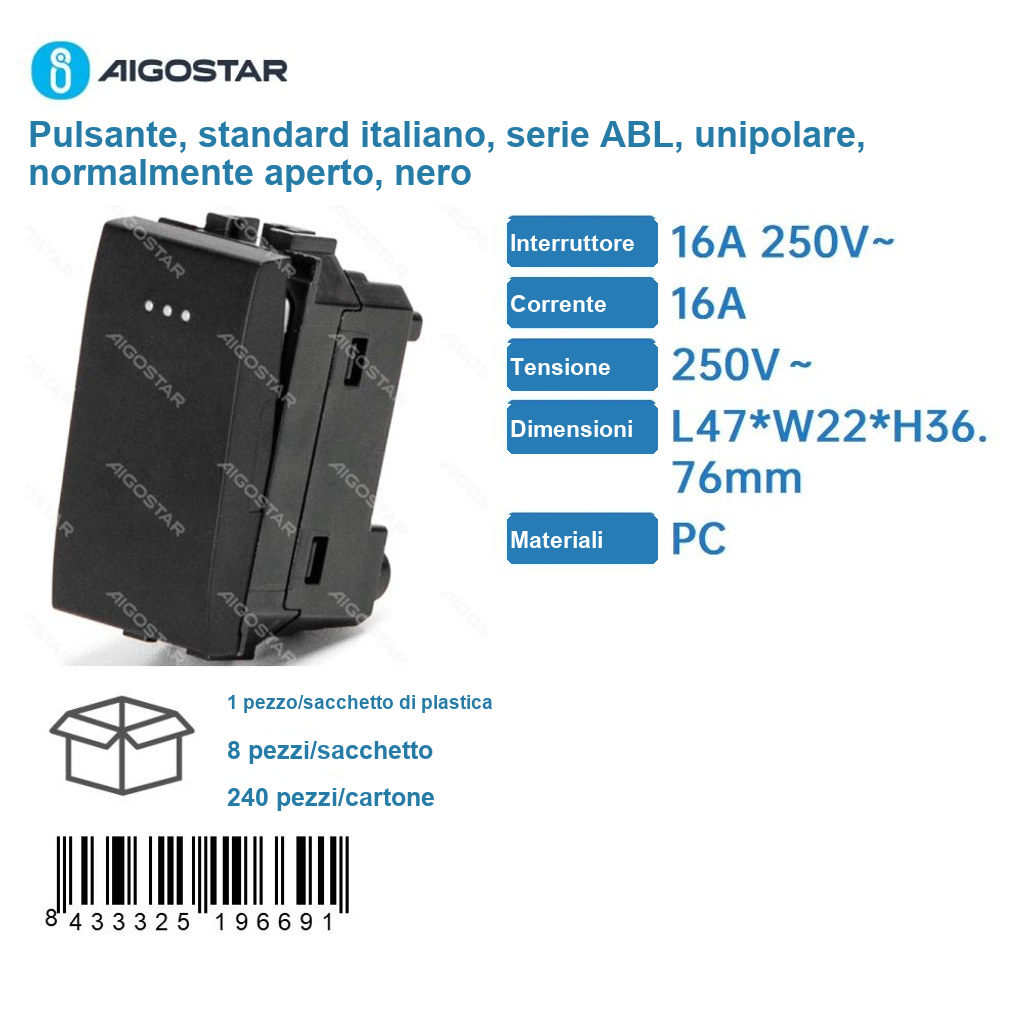 AIGOSTAR
Pulsante, standard italiano, serie ABL, unipolare,
normalmente aperto, nero
Interruttore 16A 250V~
Corrente 16A
Tensione 250V~
Dimensioni L47*W22*H36.
76mm
Materiali PC
1 pezzo/sacchetto di plastica
8 pezzi/sacchetto
240 pezzi/cartone
8 433325 196691